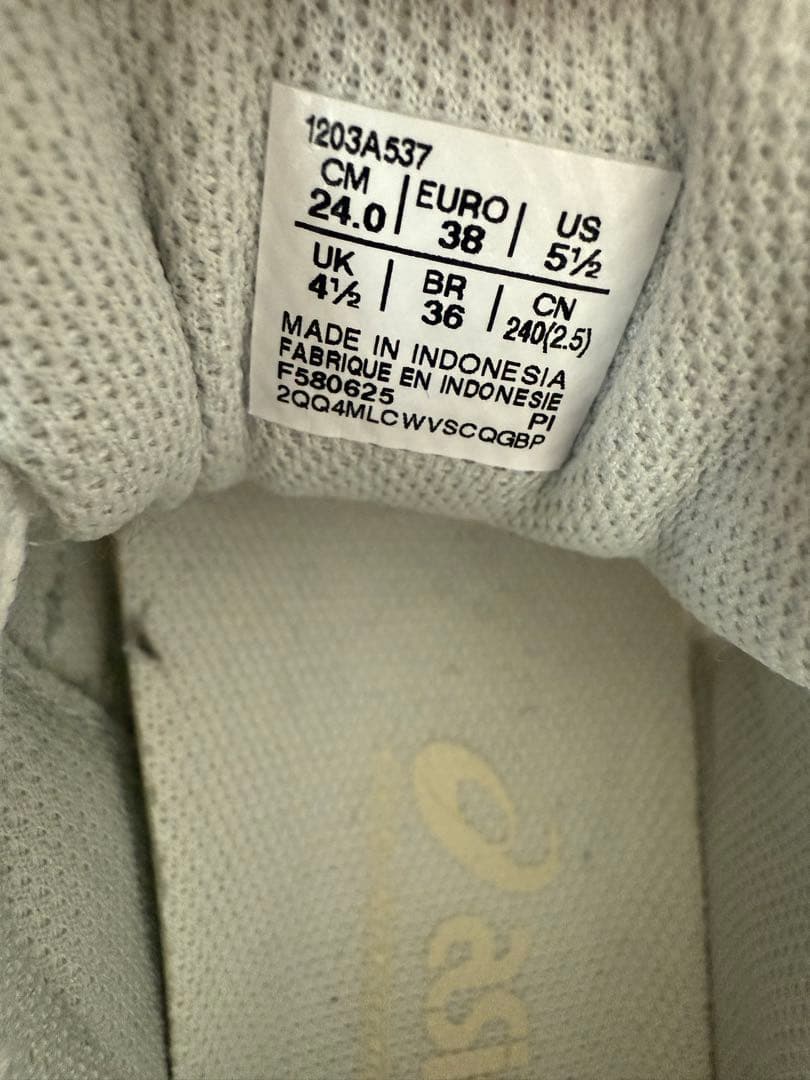 1203A537
CM | EURO | US
24.0 | 38 | 5½
UK | BR | CN
4½ | 36 | 240(2.5)
MADE IN INDONESIA
FABRIQUE EN INDONESIE
F580625 PI
2QQ4MLCWVSCQGBP